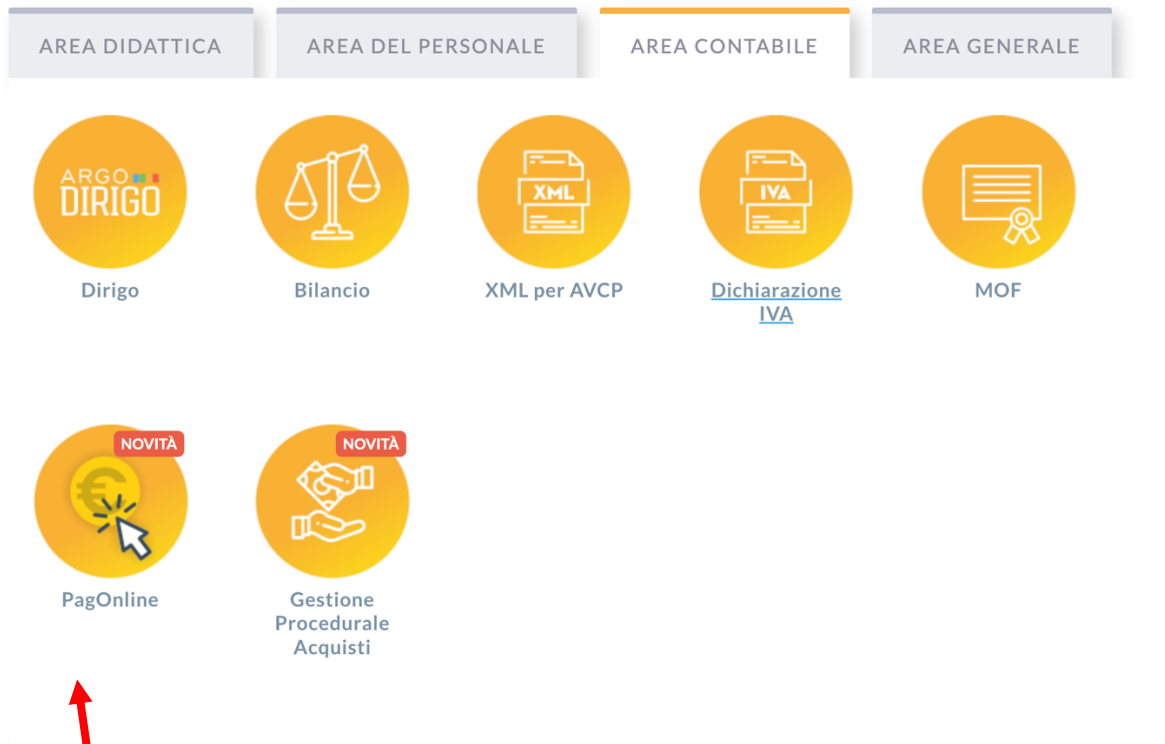 AREA DIDATTICA
AREA DEL PERSONALE
AREA CONTABILE
AREA GENERALE
ARGO
DIRIGO
XML
IVA
Dirigo
Bilancio
XML per AVCP
Dichiarazione
IVA
MOF
NOVITÀ
NOVITÀ
€
PagOnline
Gestione
Procedurale
Acquisti